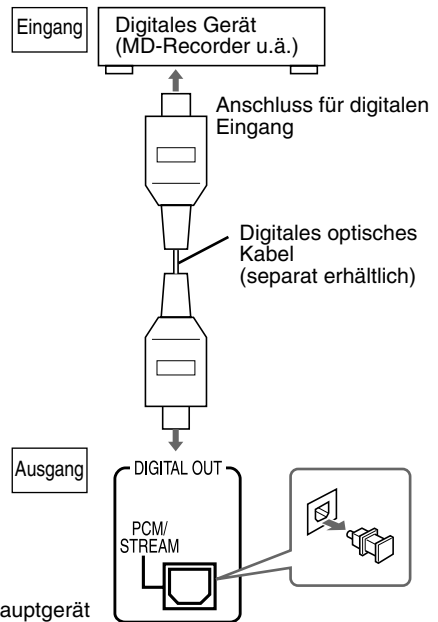 Eingang
Digitales Gerät
(MD-Recorder u.ä.)
Anschluss für digitalen
Eingang
Digitales optisches
Kabel
(separat erhältlich)
Ausgang
DIGITAL OUT
PCM/
STREAM
auptgerät